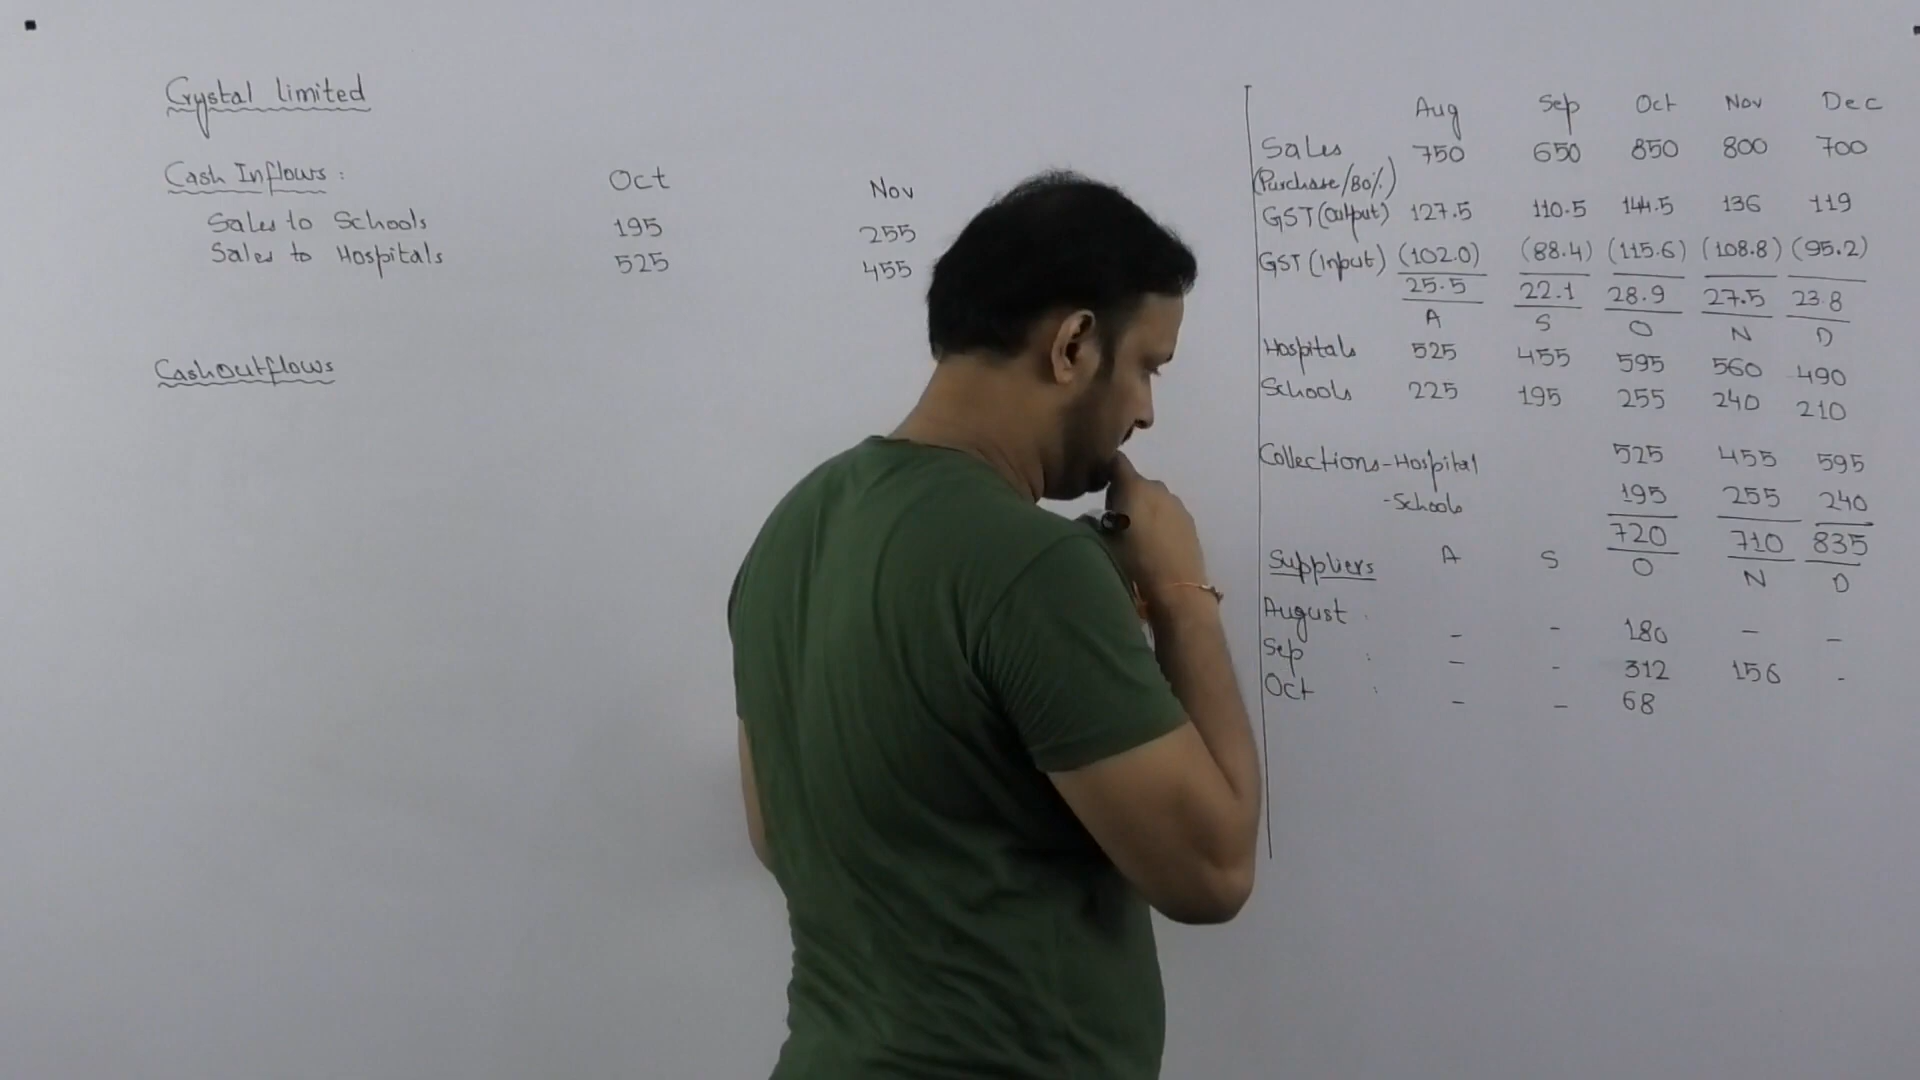 Crystal limited
Cash Inflows : Oct Nov
Sales to Schools 195 255
Sales to Hospitals 525 455
Cash outflows
Aug Sep Oct Nov Dec
Sales 750 650 850 800 700
(Purchase/80%)
GST (Output) 127.5 110.5 144.5 136 119
GST (Input) (102.0) (88.4) (115.6) (108.8) (95.2)
25.5 22.1 28.9 27.5 23.8
A S O N D
Hospitals 525 455 595 560 490
Schools 225 195 255 240 210
Collections - Hospital 525 455 595
- Schools 195 255 240
720 710 835
Suppliers A S O N D
August : - - 180 - -
Sep : - - 312 156 -
Oct : - - 68